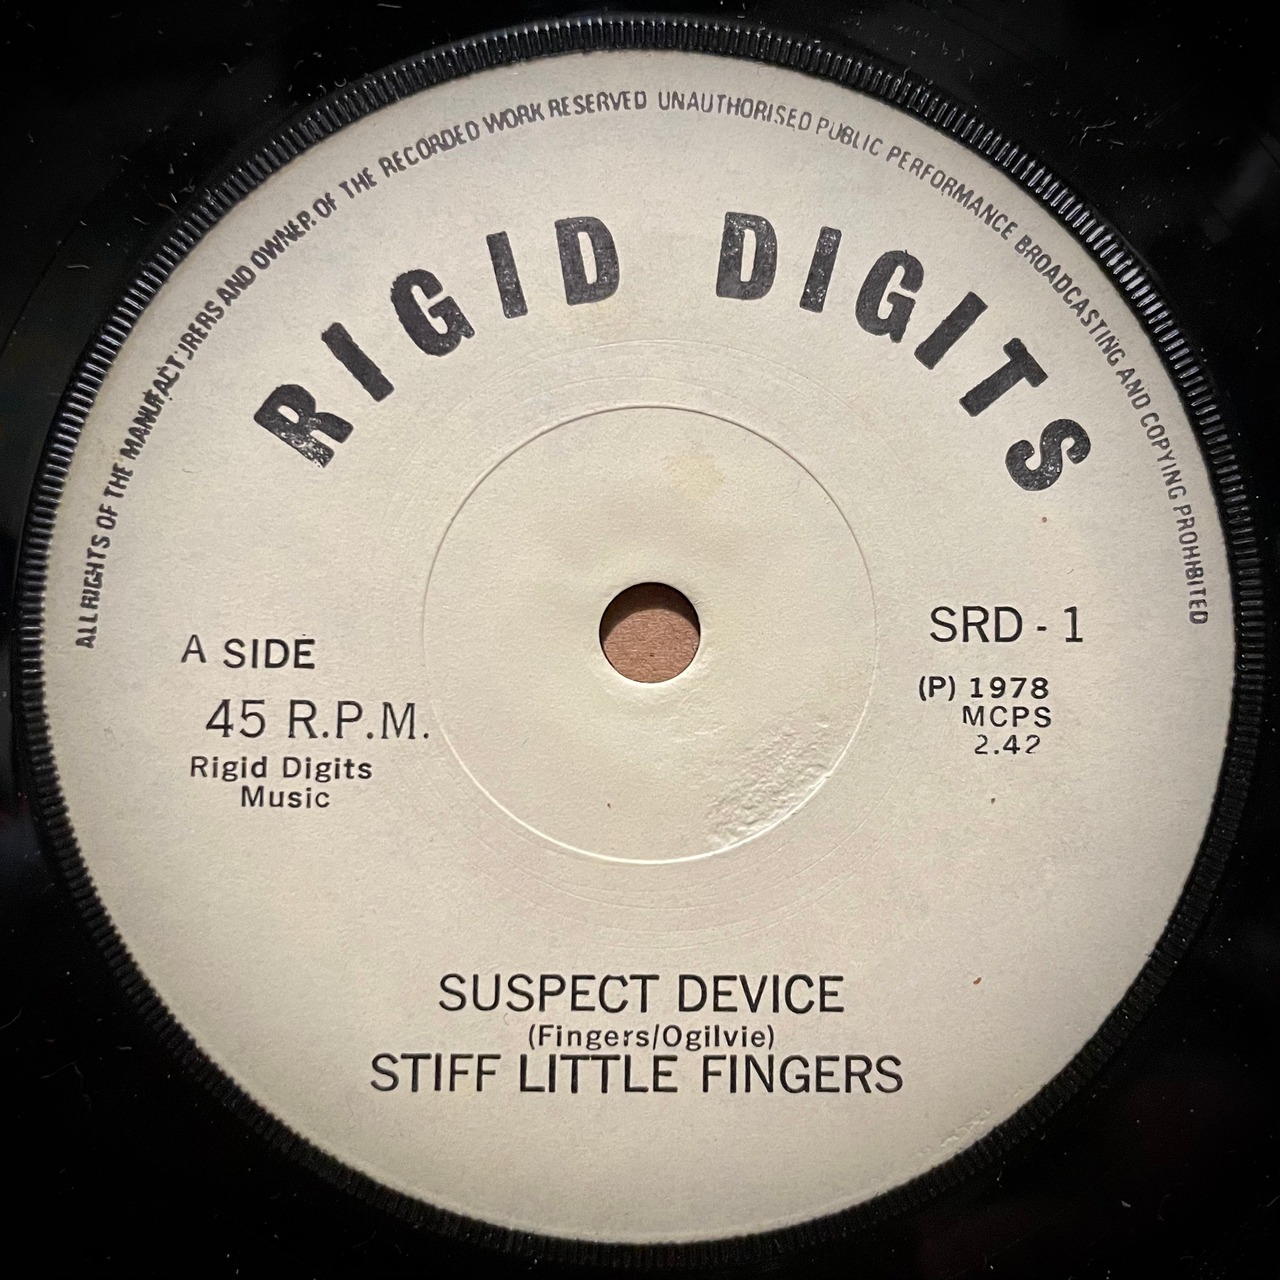 ALL RIGHTS OF THE MANUFACTURERS AND OWNER OF THE RECORDED WORK RESERVED UNAUTHORISED PUBLIC PERFORMANCE BROADCASTING AND COPYING PROHIBITED
RIGID DIGITS
A SIDE
45 R.P.M.
Rigid Digits
Music
SRD - 1
(P) 1978
MCPS
2.42
SUSPECT DEVICE
(Fingers/Ogilvie)
STIFF LITTLE FINGERS